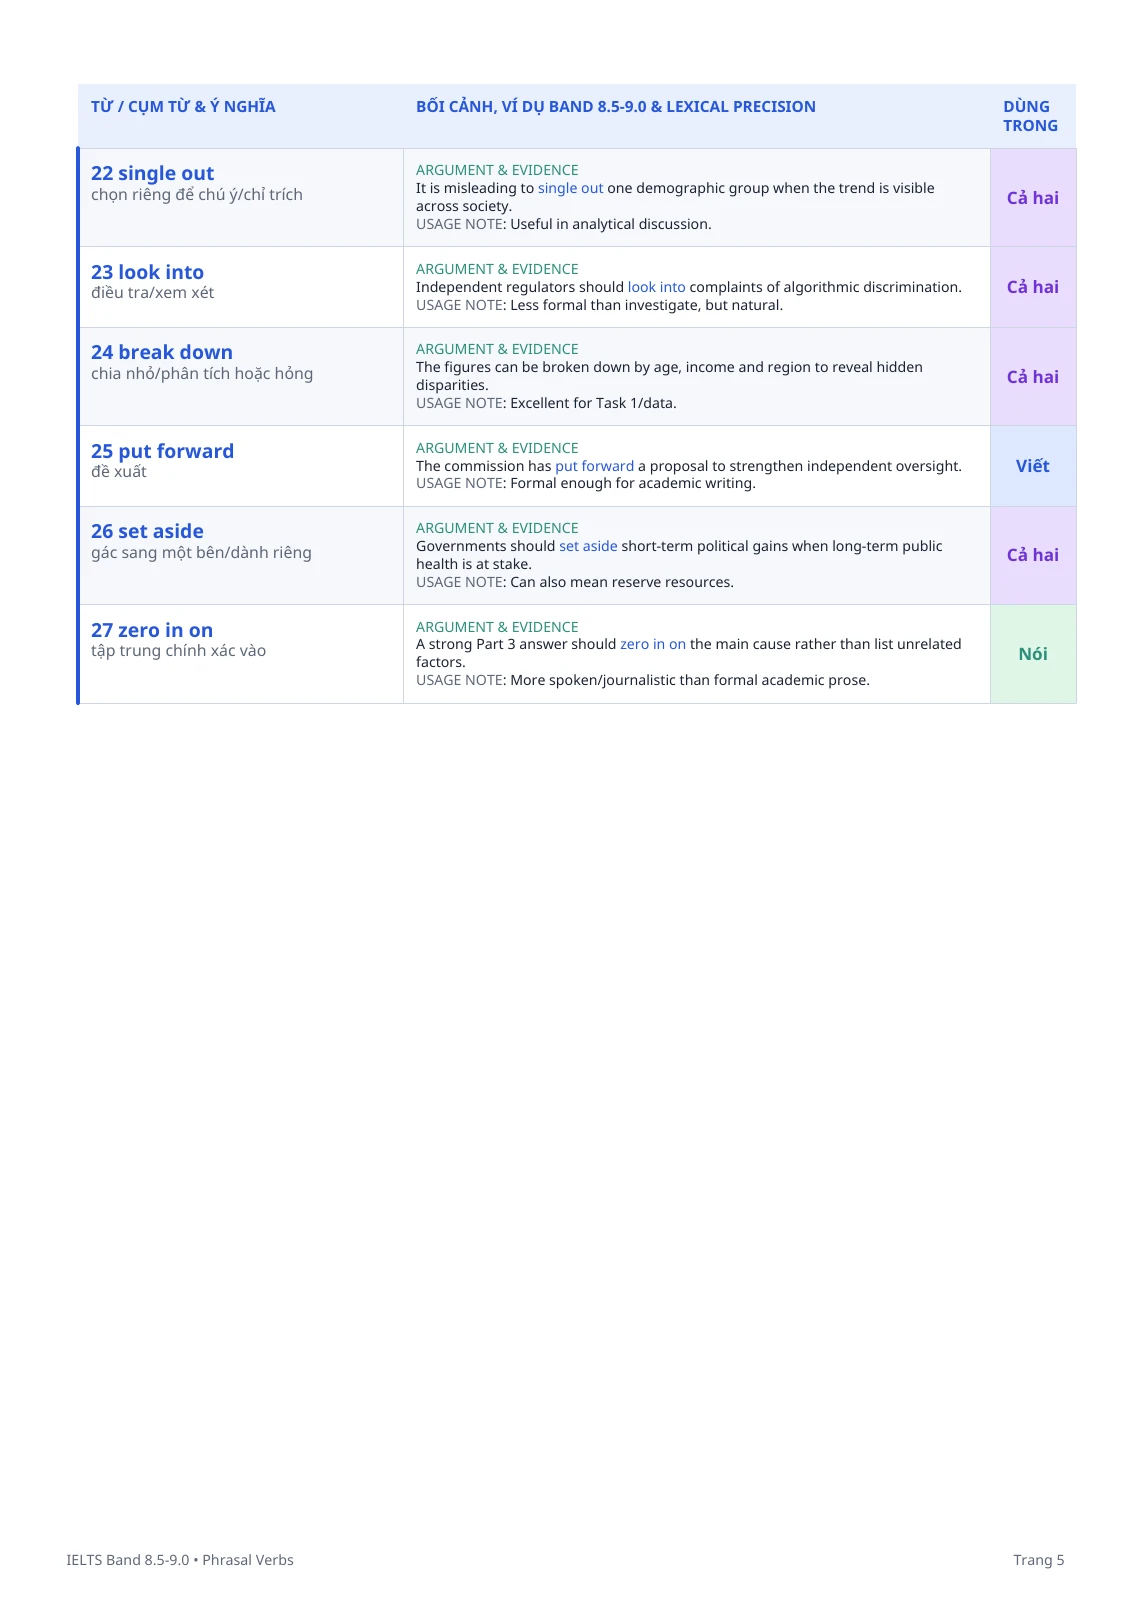 TỪ / CỤM TỪ & Ý NGHĨA
BỐI CẢNH, VÍ DỤ BAND 8.5-9.0 & LEXICAL PRECISION
DÙNG
TRONG
22 single out
chọn riêng để chú ý/chỉ trích
ARGUMENT & EVIDENCE
It is misleading to single out one demographic group when the trend is visible
across society.
USAGE NOTE: Useful in analytical discussion.
Cả hai
23 look into
điều tra/xem xét
ARGUMENT & EVIDENCE
Independent regulators should look into complaints of algorithmic discrimination.
USAGE NOTE: Less formal than investigate, but natural.
Cả hai
24 break down
chia nhỏ/phân tích hoặc hỏng
ARGUMENT & EVIDENCE
The figures can be broken down by age, income and region to reveal hidden
disparities.
USAGE NOTE: Excellent for Task 1/data.
Cả hai
25 put forward
đề xuất
ARGUMENT & EVIDENCE
The commission has put forward a proposal to strengthen independent oversight.
USAGE NOTE: Formal enough for academic writing.
Viết
26 set aside
gác sang một bên/dành riêng
ARGUMENT & EVIDENCE
Governments should set aside short-term political gains when long-term public
health is at stake.
USAGE NOTE: Can also mean reserve resources.
Cả hai
27 zero in on
tập trung chính xác vào
ARGUMENT & EVIDENCE
A strong Part 3 answer should zero in on the main cause rather than list unrelated
factors.
USAGE NOTE: More spoken/journalistic than formal academic prose.
Nói
IELTS Band 8.5-9.0 • Phrasal Verbs
Trang 5